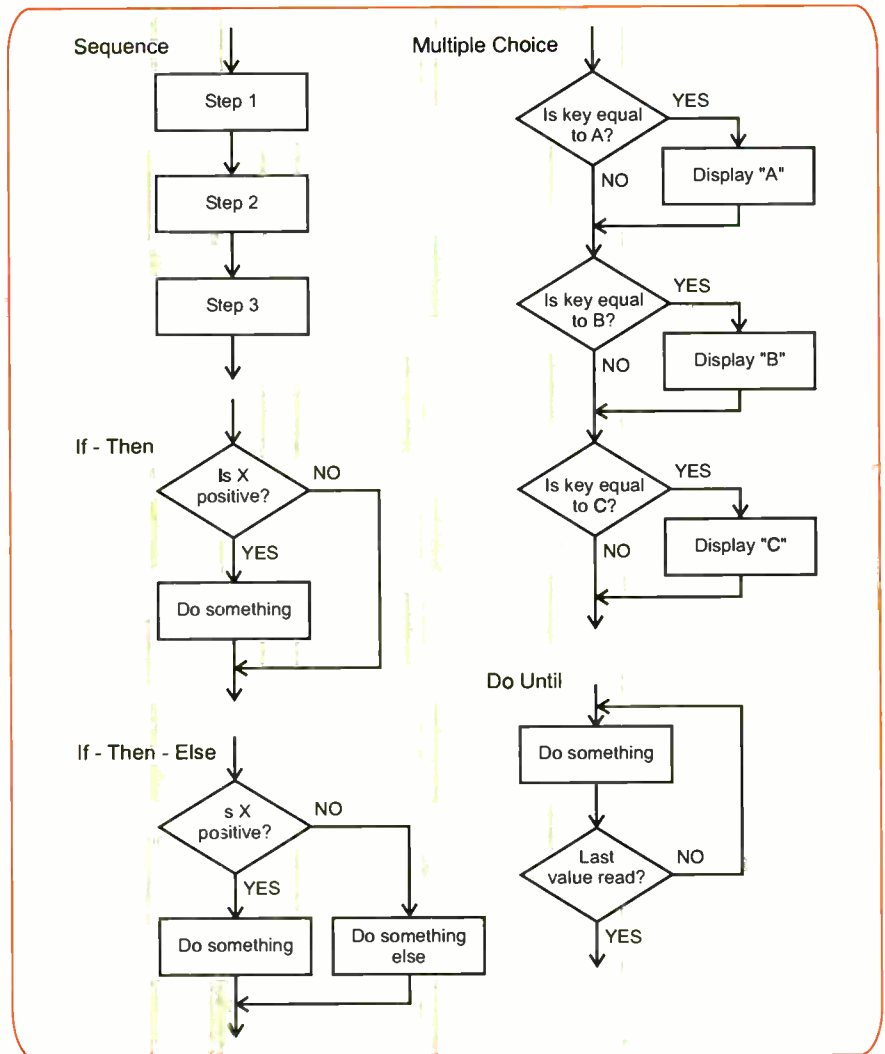 Sequence
Step 1
Step 2
Step 3
If - Then
Is X
positive?
NO
YES
Do something
If - Then - Else
s X
positive?
NO
YES
Do something
Do something
else
Multiple Choice
Is key equal
to A?
YES
NO
Display "A"
Is key equal
to B?
YES
NO
Display "B"
Is key equal
to C?
YES
NO
Display "C"
Do Until
Do something
Last
value read?
NO
YES